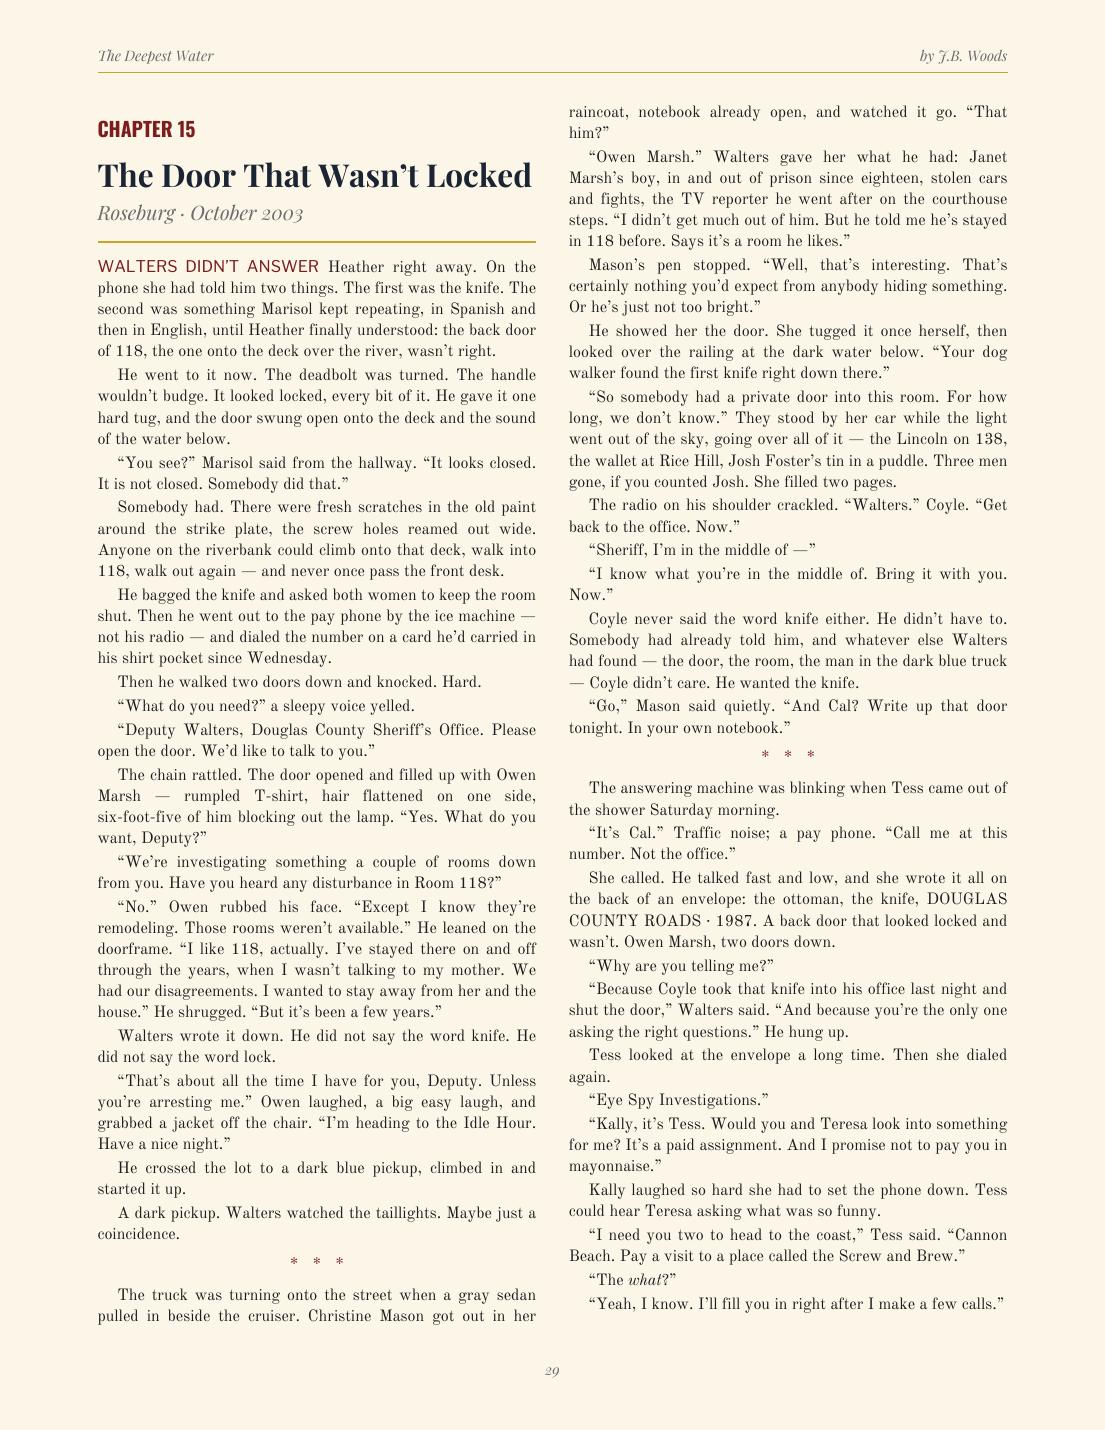 The Deepest Water
by J.B. Woods
CHAPTER 15
The Door That Wasn’t Locked
Roseburg · October 2003
WALTERS DIDN’T ANSWER Heather right away. On the
phone she had told him two things. The first was the knife. The
second was something Marisol kept repeating, in Spanish and
then in English, until Heather finally understood: the back door
of 118, the one onto the deck over the river, wasn’t right.
He went to it now. The deadbolt was turned. The handle
wouldn’t budge. It looked locked, every bit of it. He gave it one
hard tug, and the door swung open onto the deck and the sound
of the water below.
“You see?” Marisol said from the hallway. “It looks closed.
It is not closed. Somebody did that.”
Somebody had. There were fresh scratches in the old paint
around the strike plate, the screw holes reamed out wide.
Anyone on the riverbank could climb onto that deck, walk into
118, walk out again — and never once pass the front desk.
He bagged the knife and asked both women to keep the room
shut. Then he went out to the pay phone by the ice machine —
not his radio — and dialed the number on a card he’d carried in
his shirt pocket since Wednesday.
Then he walked two doors down and knocked. Hard.
“What do you need?” a sleepy voice yelled.
“Deputy Walters, Douglas County Sheriff’s Office. Please
open the door. We’d like to talk to you.”
The chain rattled. The door opened and filled up with Owen
Marsh — rumpled T-shirt, hair flattened on one side,
six-foot-five of him blocking out the lamp. “Yes. What do you
want, Deputy?”
“We’re investigating something a couple of rooms down
from you. Have you heard any disturbance in Room 118?”
“No.” Owen rubbed his face. “Except I know they’re
remodeling. Those rooms weren’t available.” He leaned on the
doorframe. “I like 118, actually. I’ve stayed there on and off
through the years, when I wasn’t talking to my mother. We
had our disagreements. I wanted to stay away from her and the
house.” He shrugged. “But it’s been a few years.”
Walters wrote it down. He did not say the word knife. He
did not say the word lock.
“That’s about all the time I have for you, Deputy. Unless
you’re arresting me.” Owen laughed, a big easy laugh, and
grabbed a jacket off the chair. “I’m heading to the Idle Hour.
Have a nice night.”
He crossed the lot to a dark blue pickup, climbed in and
started it up.
A dark pickup. Walters watched the taillights. Maybe just a
coincidence.
* * *
The truck was turning onto the street when a gray sedan
pulled in beside the cruiser. Christine Mason got out in her
raincoat, notebook already open, and watched it go. “That
him?”
“Owen Marsh.” Walters gave her what he had: Janet
Marsh’s boy, in and out of prison since eighteen, stolen cars
and fights, the TV reporter he went after on the courthouse
steps. “I didn’t get much out of him. But he told me he’s stayed
in 118 before. Says it’s a room he likes.”
Mason’s pen stopped. “Well, that’s interesting. That’s
certainly nothing you’d expect from anybody hiding something.
Or he’s just not too bright.”
He showed her the door. She tugged it once herself, then
looked over the railing at the dark water below. “Your dog
walker found the first knife right down there.”
“So somebody had a private door into this room. For how
long, we don’t know.” They stood by her car while the light
went out of the sky, going over all of it — the Lincoln on 138,
the wallet at Rice Hill, Josh Foster’s tin in a puddle. Three men
gone, if you counted Josh. She filled two pages.
The radio on his shoulder crackled. “Walters.” Coyle. “Get
back to the office. Now.”
“Sheriff, I’m in the middle of —”
“I know what you’re in the middle of. Bring it with you.
Now.”
Coyle never said the word knife either. He didn’t have to.
Somebody had already told him, and whatever else Walters
had found — the door, the room, the man in the dark blue truck
— Coyle didn’t care. He wanted the knife.
“Go,” Mason said quietly. “And Cal? Write up that door
tonight. In your own notebook.”
* * *
The answering machine was blinking when Tess came out of
the shower Saturday morning.
“It’s Cal.” Traffic noise; a pay phone. “Call me at this
number. Not the office.”
She called. He talked fast and low, and she wrote it all on
the back of an envelope: the ottoman, the knife, DOUGLAS
COUNTY ROADS · 1987. A back door that looked locked and
wasn’t. Owen Marsh, two doors down.
“Why are you telling me?”
“Because Coyle took that knife into his office last night and
shut the door,” Walters said. “And because you’re the only one
asking the right questions.” He hung up.
Tess looked at the envelope a long time. Then she dialed
again.
“Eye Spy Investigations.”
“Kally, it’s Tess. Would you and Teresa look into something
for me? It’s a paid assignment. And I promise not to pay you in
mayonnaise.”
Kally laughed so hard she had to set the phone down. Tess
could hear Teresa asking what was so funny.
“I need you two to head to the coast,” Tess said. “Cannon
Beach. Pay a visit to a place called the Screw and Brew.”
“The what?”
“Yeah, I know. I’ll fill you in right after I make a few calls.”
29